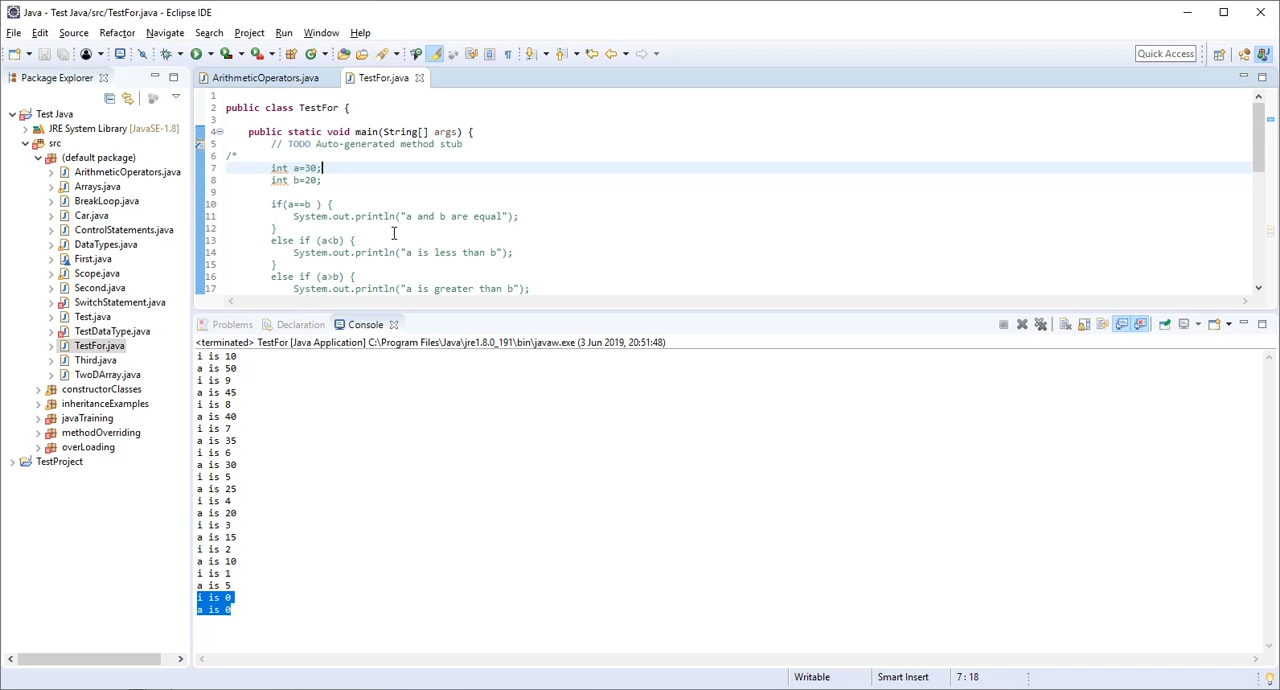 Java - Test Java/src/TestFor.java - Eclipse IDE
File Edit Source Refactor Navigate Search Project Run Window Help
Quick Access
Package Explorer
ArithmeticOperators.java
TestFor.java
Test Java
JRE System Library [JavaSE-1.8]
src
(default package)
ArithmeticOperators.java
Arrays.java
BreakLoop.java
Car.java
ControlStatements.java
DataTypes.java
First.java
Scope.java
Second.java
SwitchStatement.java
Test.java
TestDataType.java
TestFor.java
Third.java
TwoDArray.java
constructorClasses
inheritanceExamples
javaTraining
methodOverriding
overLoading
TestProject
1
2 public class TestFor {
3
4 public static void main(String[] args) {
5 // TODO Auto-generated method stub
6 /*
7 int a=30;
8 int b=20;
9
10 if(a==b ) {
11 System.out.println("a and b are equal");
12 }
13 else if (a<b) {
14 System.out.println("a is less than b");
15 }
16 else if (a>b) {
17 System.out.println("a is greater than b");
Problems Declaration Console
<terminated> TestFor [Java Application] C:\Program Files\Java\jre1.8.0_191\bin\javaw.exe (3 Jun 2019, 20:51:48)
i is 10
a is 50
i is 9
a is 45
i is 8
a is 40
i is 7
a is 35
i is 6
a is 30
i is 5
a is 25
i is 4
a is 20
i is 3
a is 15
i is 2
a is 10
i is 1
a is 5
i is 0
a is 0
Writable Smart Insert 7 : 18